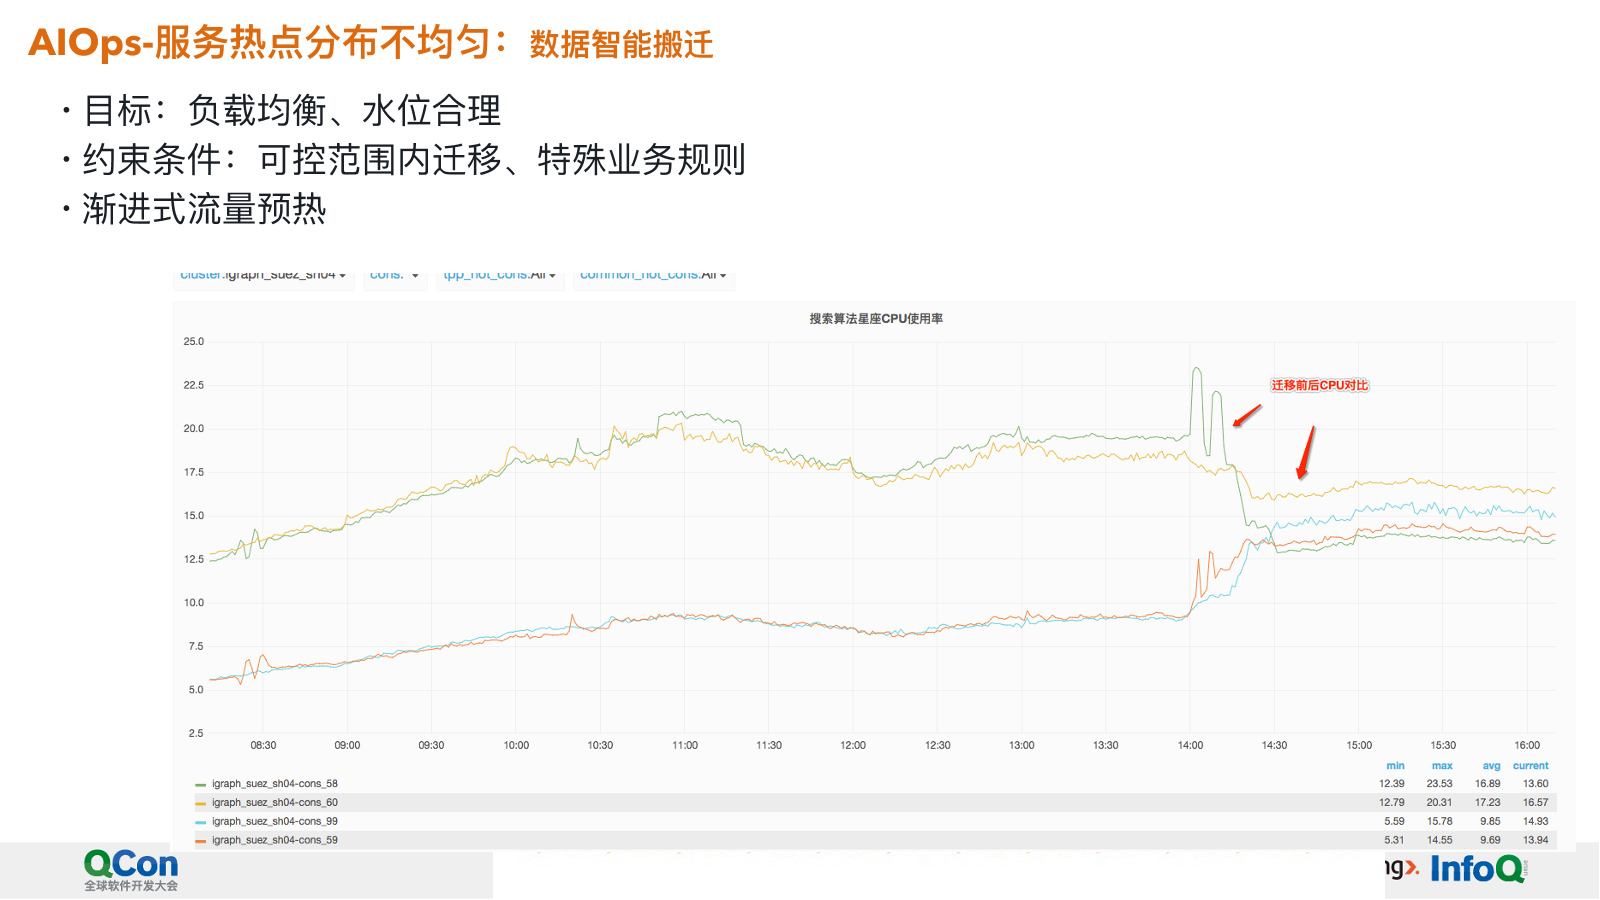 AIOps-服务热点分布不均匀：数据智能搬迁
· 目标：负载均衡、水位合理
· 约束条件：可控范围内迁移、特殊业务规则
· 渐进式流量预热
cluster:igraph_suez_sh04 cons: tpp_hot_cons:All common_hot_cons:All
搜索算法星座CPU使用率
25.0
22.5
20.0
17.5
15.0
12.5
10.0
7.5
5.0
2.5
迁移前后CPU对比
08:30 09:00 09:30 10:00 10:30 11:00 11:30 12:00 12:30 13:00 13:30 14:00 14:30 15:00 15:30 16:00
min max avg current
igraph_suez_sh04-cons_58 12.39 23.53 16.89 13.60
igraph_suez_sh04-cons_60 12.79 20.31 17.23 16.57
igraph_suez_sh04-cons_99 5.59 15.78 9.85 14.93
igraph_suez_sh04-cons_59 5.31 14.55 9.69 13.94
QCon
全球软件开发大会
ng InfoQ